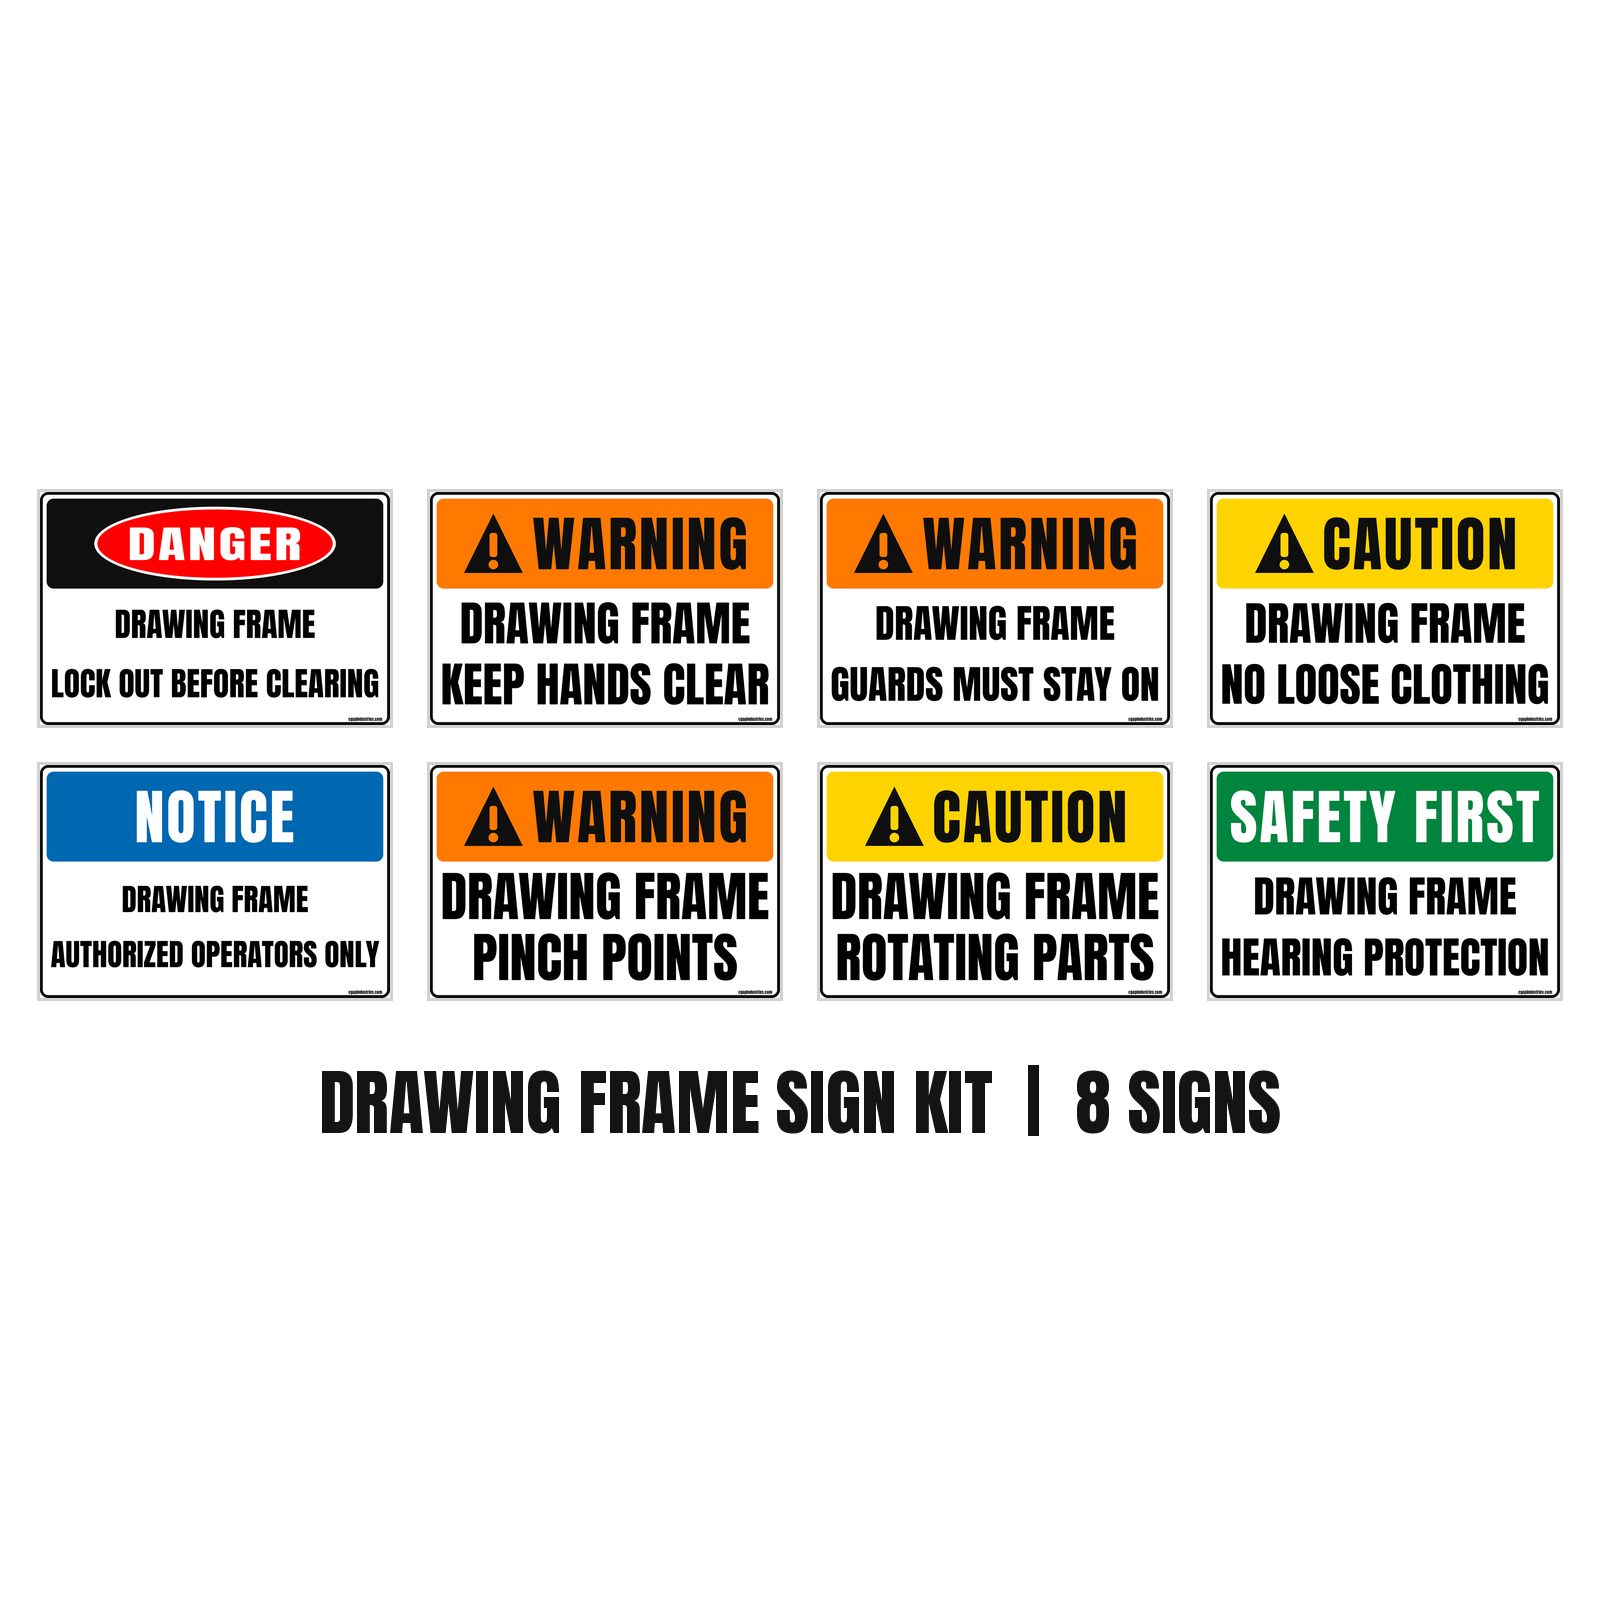 DANGER
DRAWING FRAME
LOCK OUT BEFORE CLEARING
WARNING
DRAWING FRAME
KEEP HANDS CLEAR
WARNING
DRAWING FRAME
GUARDS MUST STAY ON
CAUTION
DRAWING FRAME
NO LOOSE CLOTHING
NOTICE
DRAWING FRAME
AUTHORIZED OPERATORS ONLY
WARNING
DRAWING FRAME
PINCH POINTS
CAUTION
DRAWING FRAME
ROTATING PARTS
SAFETY FIRST
DRAWING FRAME
HEARING PROTECTION
DRAWING FRAME SIGN KIT | 8 SIGNS